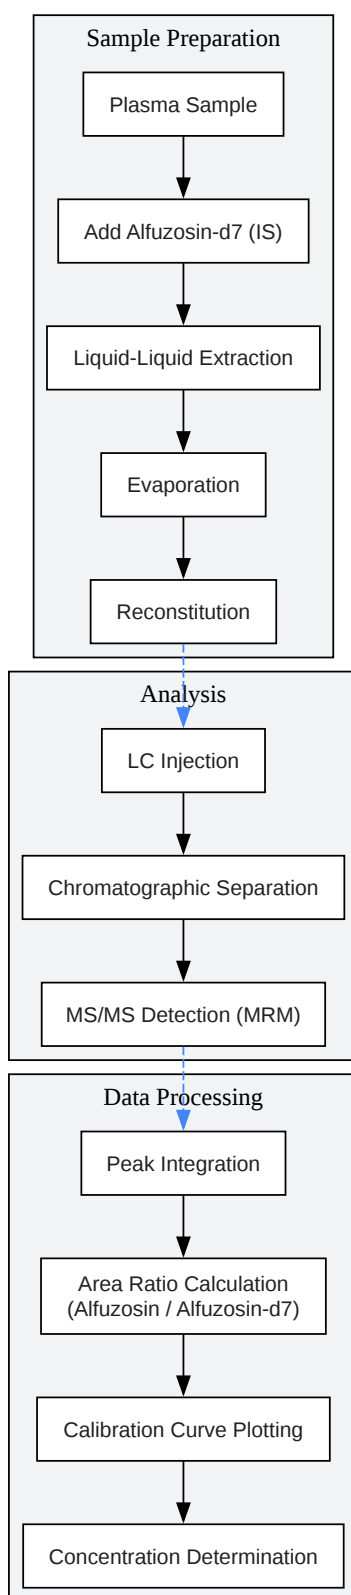 Sample Preparation
Plasma Sample
Add Alfuzosin-d7 (IS)
Liquid-Liquid Extraction
Evaporation
Reconstitution
Analysis
LC Injection
Chromatographic Separation
MS/MS Detection (MRM)
Data Processing
Peak Integration
Area Ratio Calculation
(Alfuzosin / Alfuzosin-d7)
Calibration Curve Plotting
Concentration Determination